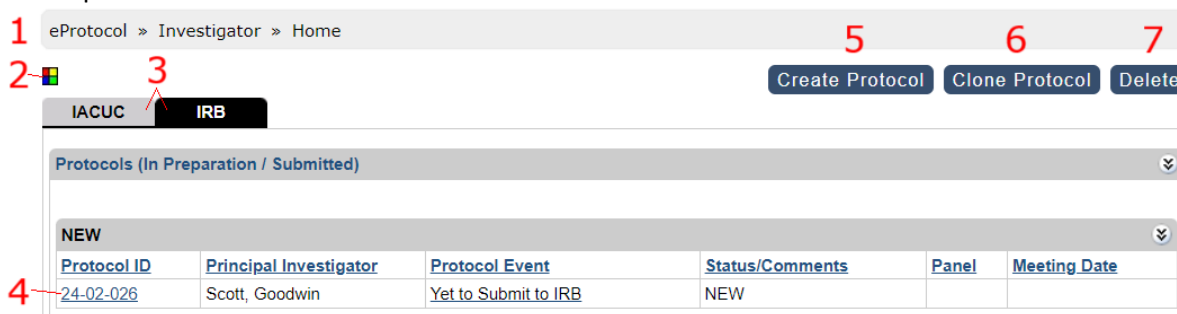 1 eProtocol » Investigator » Home
5 6 7
2 3
Create Protocol Clone Protocol Delete
IACUC IRB
Protocols (In Preparation / Submitted)
NEW
Protocol ID Principal Investigator Protocol Event Status/Comments Panel Meeting Date
4 24-02-026 Scott, Goodwin Yet to Submit to IRB NEW